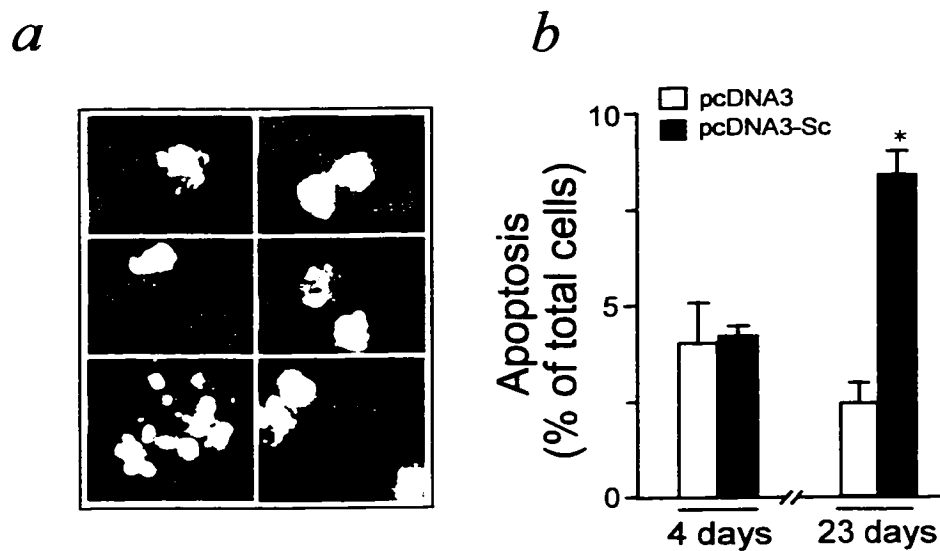 a
b
pcDNA3
pcDNA3-Sc
*
10
5
0
Apoptosis
(% of total cells)
4 days
23 days